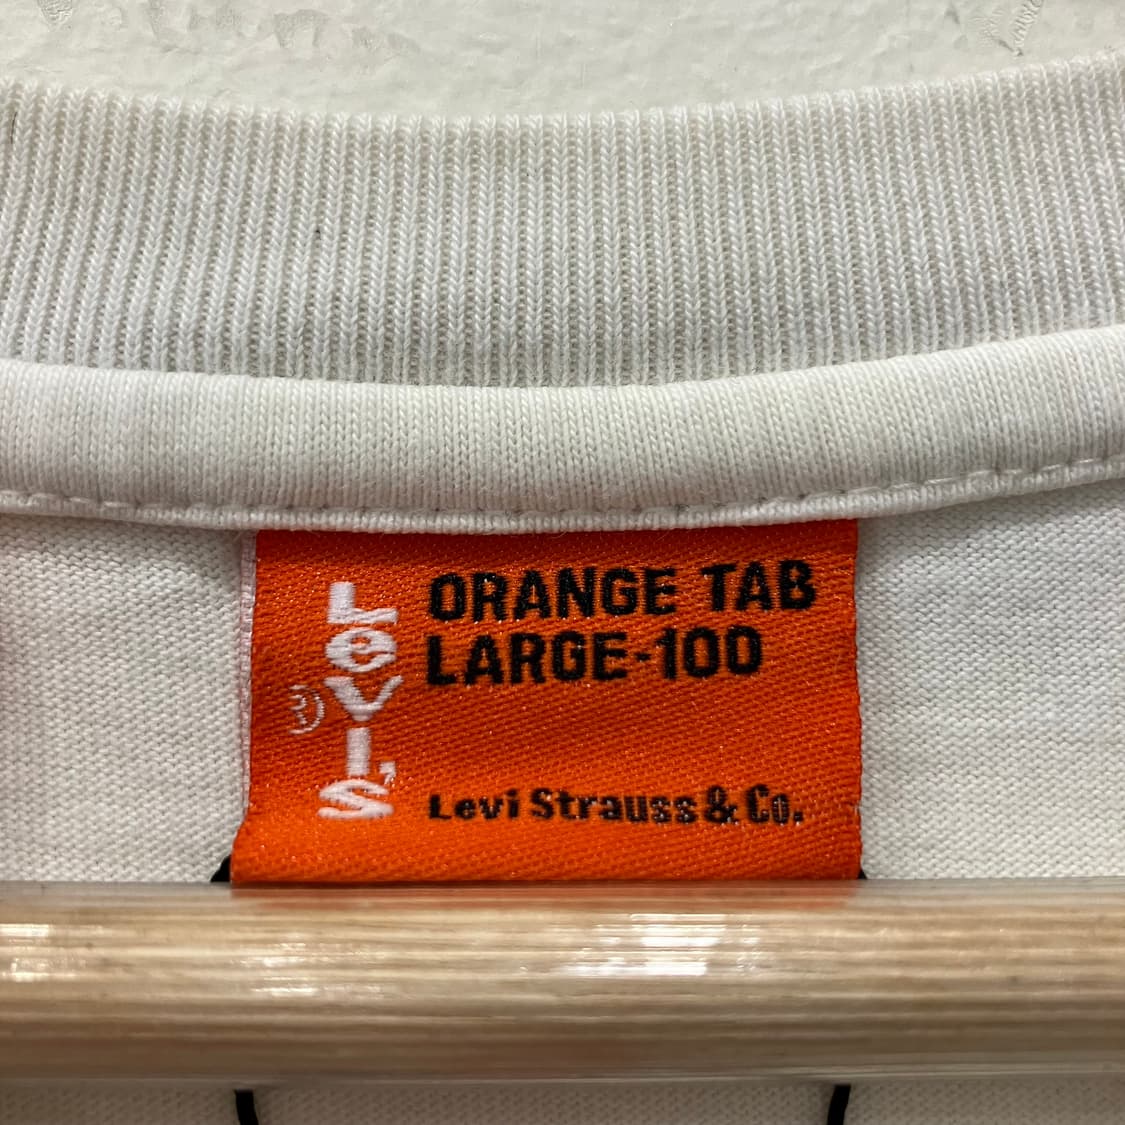 LeVI'S
ORANGE TAB
LARGE-100
Levi Strauss & Co.